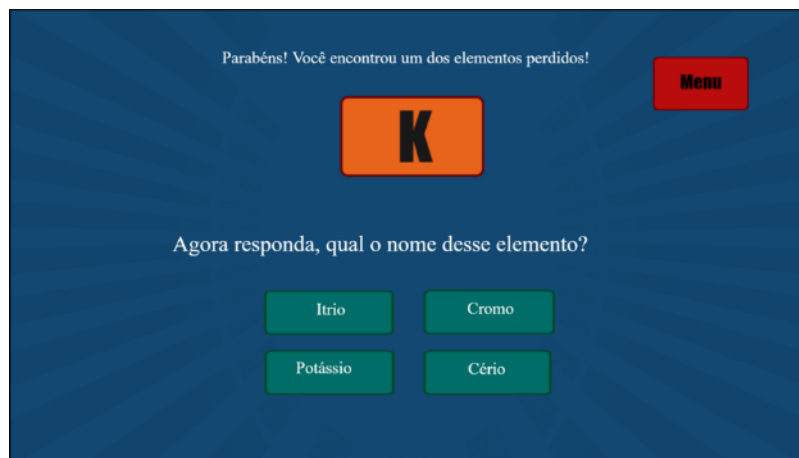 Parabéns! Você encontrou um dos elementos perdidos!
Menu
K
Agora responda, qual o nome desse elemento?
Itrio
Cromo
Potássio
Cério